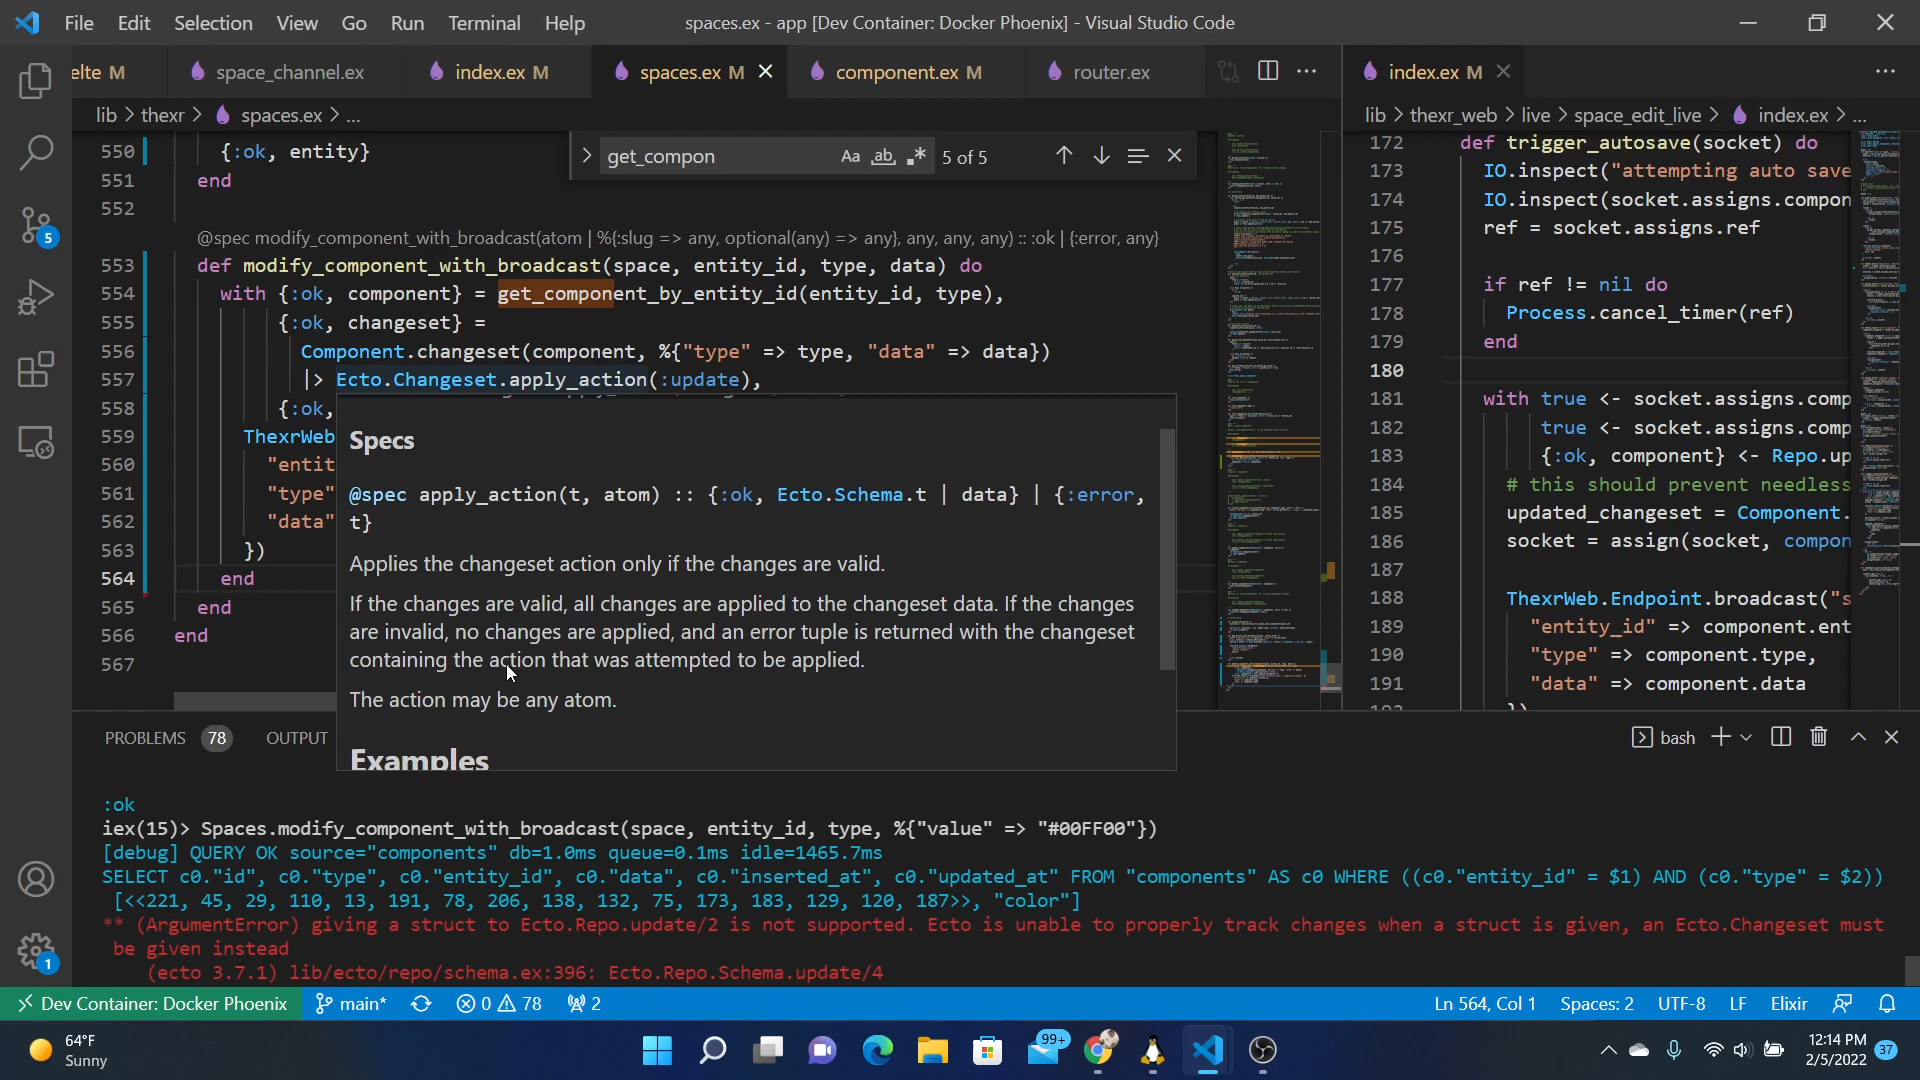 File Edit Selection View Go Run Terminal Help
spaces.ex - app [Dev Container: Docker Phoenix] - Visual Studio Code
elte M
space_channel.ex
index.ex M
spaces.ex M
component.ex M
router.ex
index.ex M
lib > thexr > spaces.ex > ...
lib > thexr_web > live > space_edit_live > index.ex > ...
get_compon
Aa ab .* 5 of 5
550 {:ok, entity}
551 end
552
@spec modify_component_with_broadcast(atom | %{:slug => any, optional(any) => any}, any, any, any) :: :ok | {:error, any}
553 def modify_component_with_broadcast(space, entity_id, type, data) do
554 with {:ok, component} = get_component_by_entity_id(entity_id, type),
555 {:ok, changeset} =
556 Component.changeset(component, %{"type" => type, "data" => data})
557 |> Ecto.Changeset.apply_action(:update),
558 {:ok,
559 ThexrWeb
560 "entit
561 "type"
562 "data"
563 })
564 end
565 end
566 end
567
Specs
@spec apply_action(t, atom) :: {:ok, Ecto.Schema.t | data} | {:error,
t}
Applies the changeset action only if the changes are valid.
If the changes are valid, all changes are applied to the changeset data. If the changes
are invalid, no changes are applied, and an error tuple is returned with the changeset
containing the action that was attempted to be applied.
The action may be any atom.
Examples
172 def trigger_autosave(socket) do
173 IO.inspect("attempting auto save
174 IO.inspect(socket.assigns.compon
175 ref = socket.assigns.ref
176
177 if ref != nil do
178 Process.cancel_timer(ref)
179 end
180
181 with true <- socket.assigns.comp
182 true <- socket.assigns.comp
183 {:ok, component} <- Repo.up
184 # this should prevent needless
185 updated_changeset = Component.
186 socket = assign(socket, compon
187
188 ThexrWeb.Endpoint.broadcast("s
189 "entity_id" => component.ent
190 "type" => component.type,
191 "data" => component.data
192 })
PROBLEMS 78 OUTPUT
bash
:ok
iex(15)> Spaces.modify_component_with_broadcast(space, entity_id, type, %{"value" => "#00FF00"})
[debug] QUERY OK source="components" db=1.0ms queue=0.1ms idle=1465.7ms
SELECT c0."id", c0."type", c0."entity_id", c0."data", c0."inserted_at", c0."updated_at" FROM "components" AS c0 WHERE ((c0."entity_id" = $1) AND (c0."type" = $2))
[<<221, 45, 29, 110, 13, 191, 78, 206, 138, 132, 75, 173, 183, 129, 120, 187>>, "color"]
** (ArgumentError) giving a struct to Ecto.Repo.update/2 is not supported. Ecto is unable to properly track changes when a struct is given, an Ecto.Changeset must
be given instead
(ecto 3.7.1) lib/ecto/repo/schema.ex:396: Ecto.Repo.Schema.update/4
5
1
Dev Container: Docker Phoenix main* 0 78 2
Ln 564, Col 1 Spaces: 2 UTF-8 LF Elixir
64°F
Sunny
99+
12:14 PM
2/5/2022
37